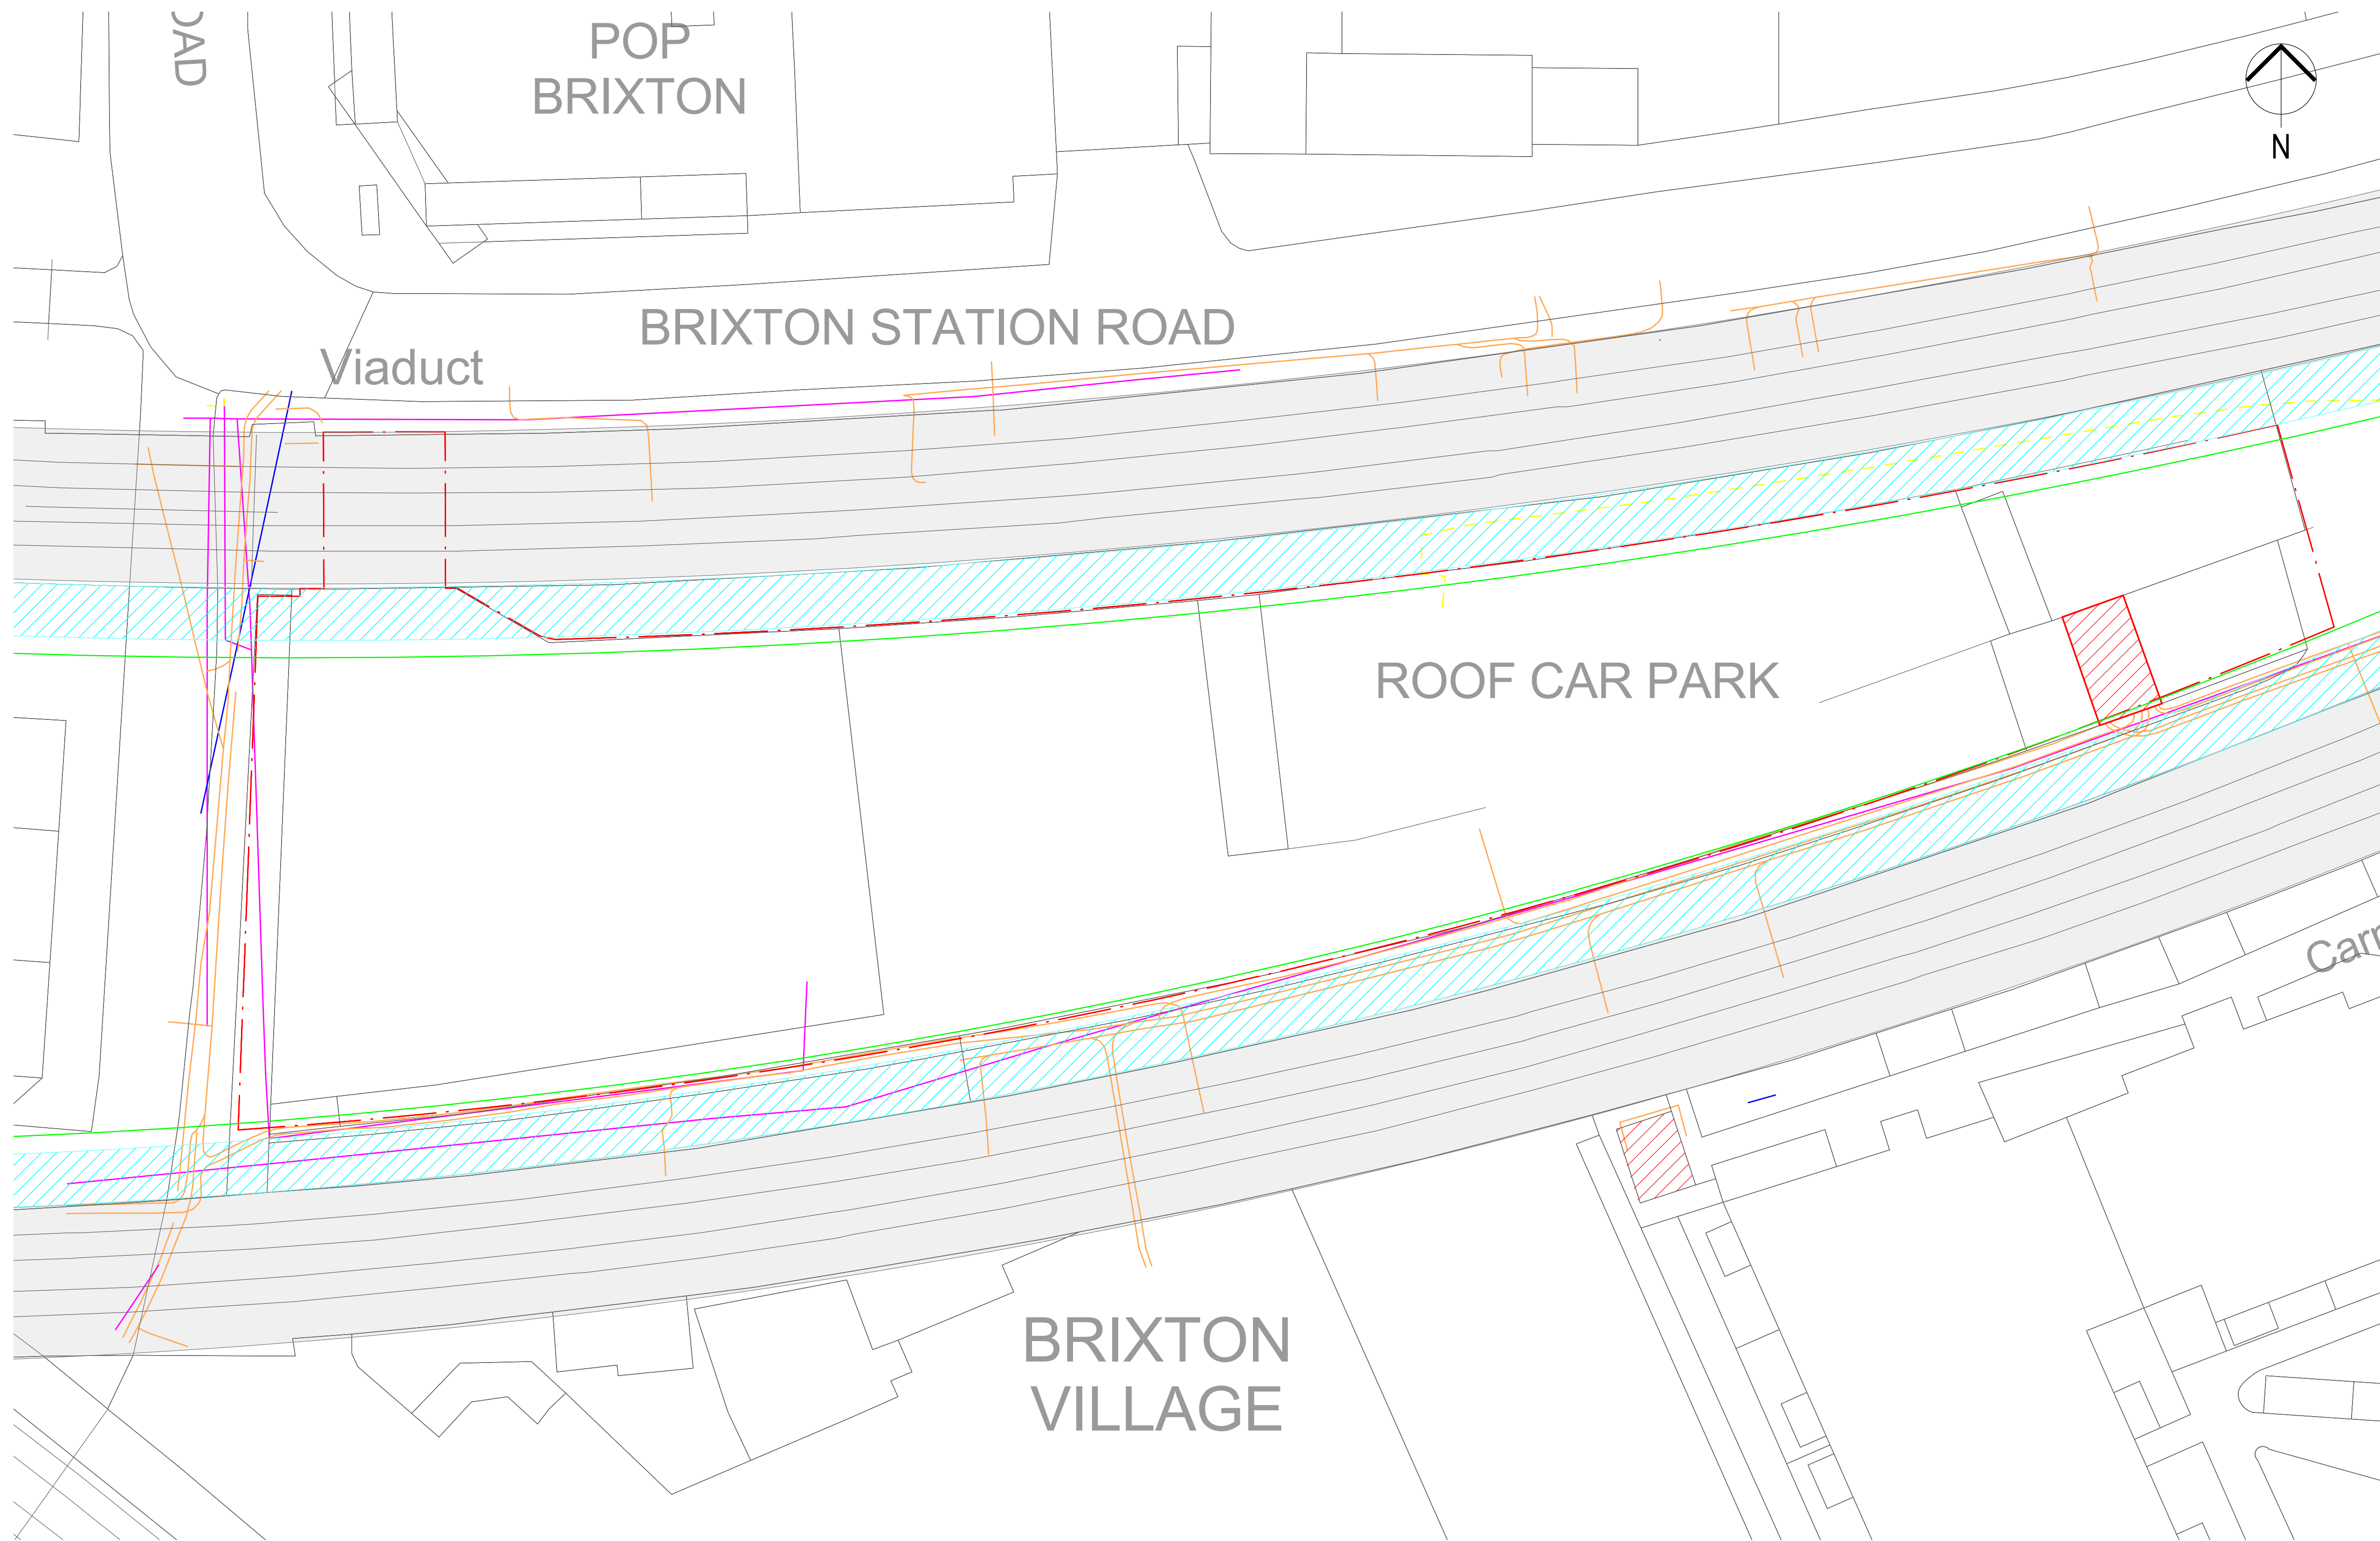 POP
BRIXTON
N
BRIXTON STATION ROAD
Viaduct
ROOF CAR PARK
BRIXTON
VILLAGE